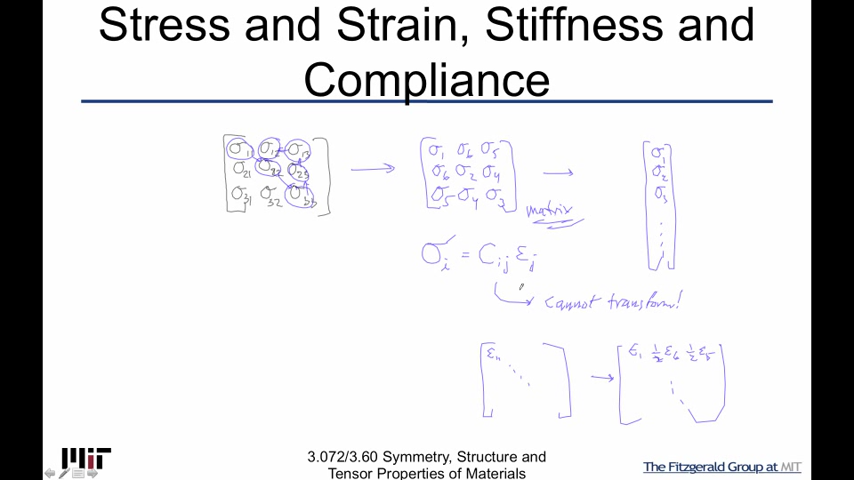 Stress and Strain, Stiffness and
Compliance
σ11 σ12 σ13
σ21 σ22 σ23
σ31 σ32 σ33
σ1 σ6 σ5
σ6 σ2 σ4
σ5 σ4 σ3
matrix
σ1
σ2
σ3
σi = Cij εj
cannot transform!
ε11
ε1 ½ε6 ½ε5
MIT
3.072/3.60 Symmetry, Structure and
Tensor Properties of Materials
The Fitzgerald Group at MIT